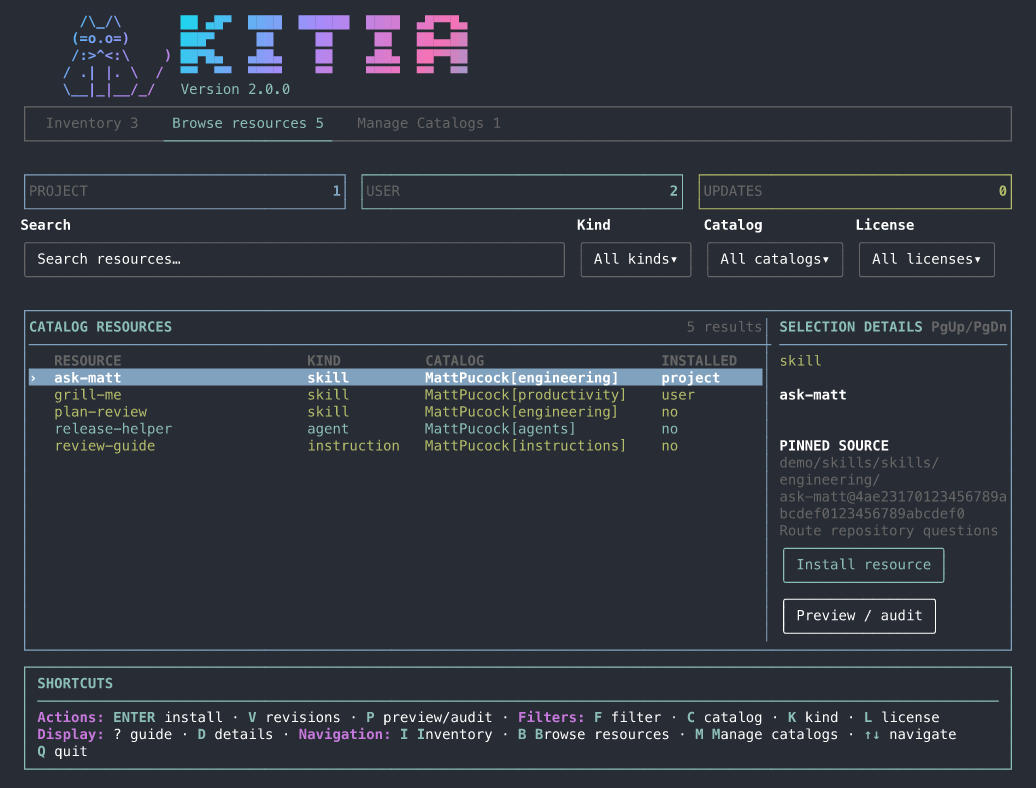 /\_/\
(=o.o=)
/:>^<:\ )
/ .| |. \ /
\__|_|__/_/
KITIA
Version 2.0.0
Inventory 3 Browse resources 5 Manage Catalogs 1
PROJECT 1 USER 2 UPDATES 0
Search Kind Catalog License
Search resources… All kinds▾ All catalogs▾ All licenses▾
CATALOG RESOURCES 5 results
RESOURCE KIND CATALOG INSTALLED
› ask-matt skill MattPucock[engineering] project
grill-me skill MattPucock[productivity] user
plan-review skill MattPucock[engineering] no
release-helper agent MattPucock[agents] no
review-guide instruction MattPucock[instructions] no
SELECTION DETAILS PgUp/PgDn
skill
ask-matt
PINNED SOURCE
demo/skills/skills/
engineering/
ask-matt@4ae23170123456789a
bcdef0123456789abcdef0
Route repository questions
Install resource
Preview / audit
SHORTCUTS
Actions: ENTER install · V revisions · P preview/audit · Filters: F filter · C catalog · K kind · L license
Display: ? guide · D details · Navigation: I Inventory · B Browse resources · M Manage catalogs · ↑↓ navigate
Q quit